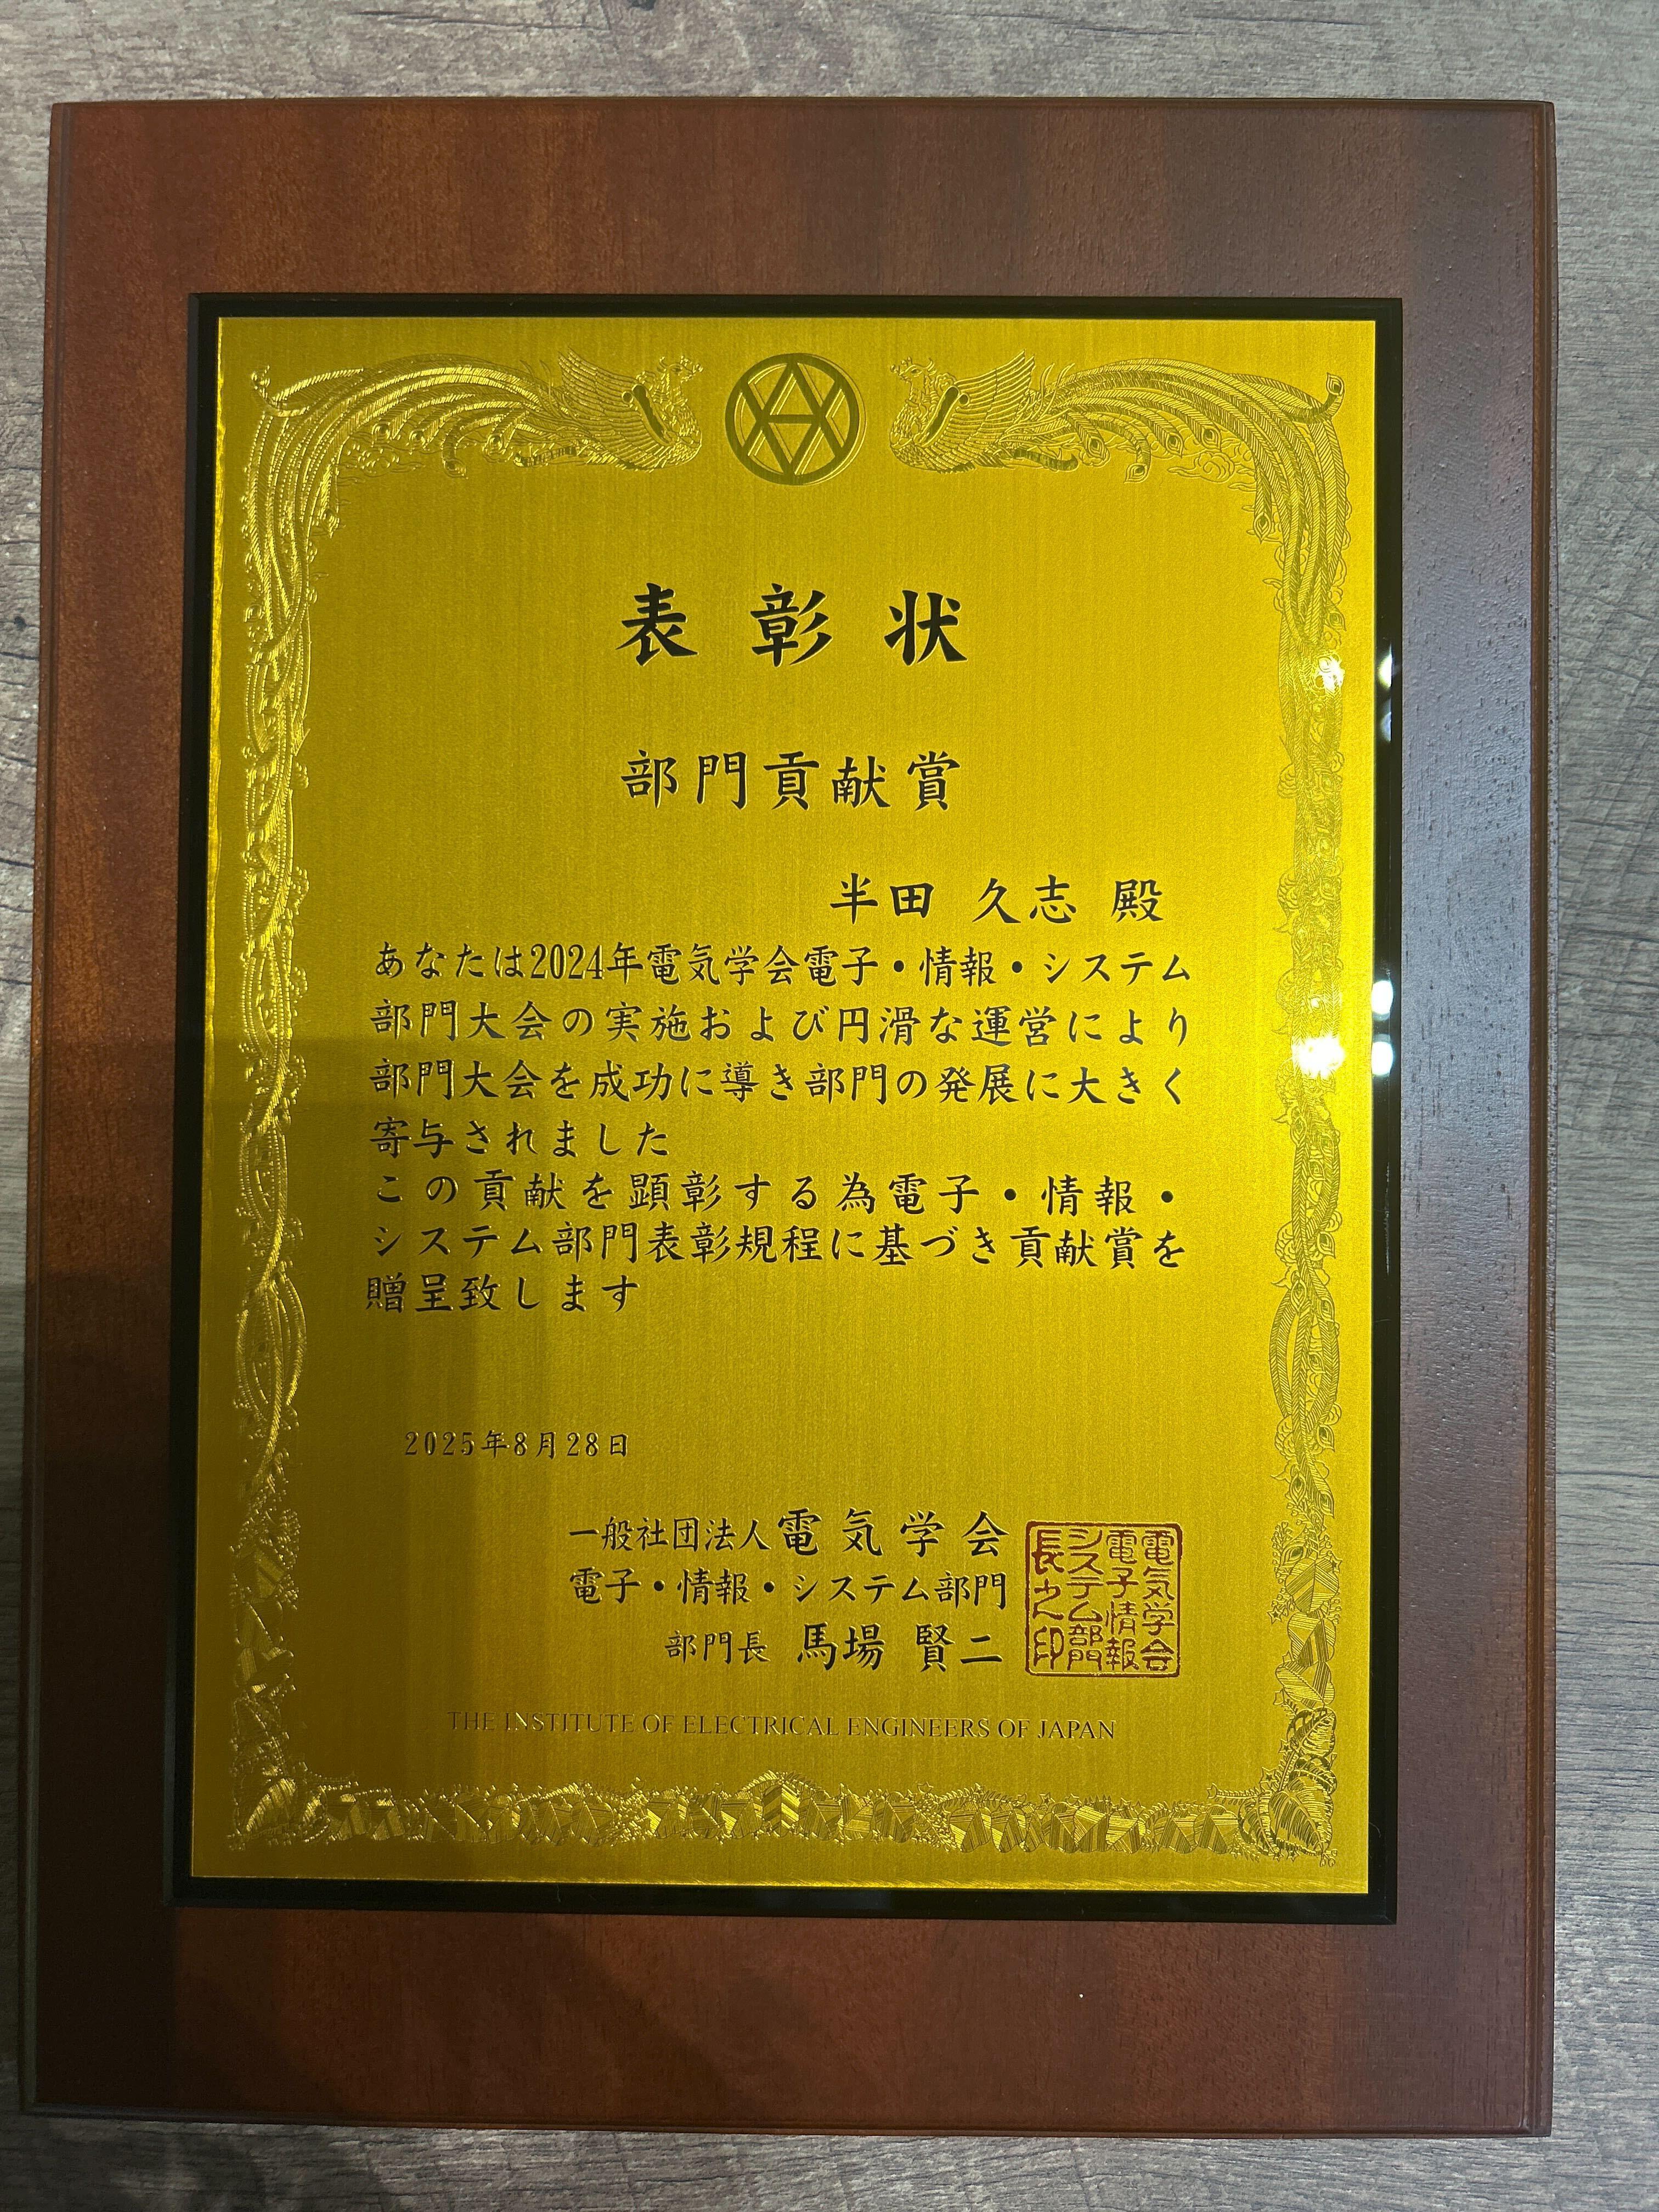 表彰状
部門貢献賞
半田 久志 殿
あなたは2024年電気学会電子・情報・システム
部門大会の実施および円滑な運営により
部門大会を成功に導き部門の発展に大きく
寄与されました
この貢献を顕彰する為電子・情報・
システム部門表彰規程に基づき貢献賞を
贈呈致します
2025年8月28日
一般社団法人電気学会
電子・情報・システム部門
部門長 馬場 賢二
電気学会
電子情報
システム部門
長之印
THE INSTITUTE OF ELECTRICAL ENGINEERS OF JAPAN